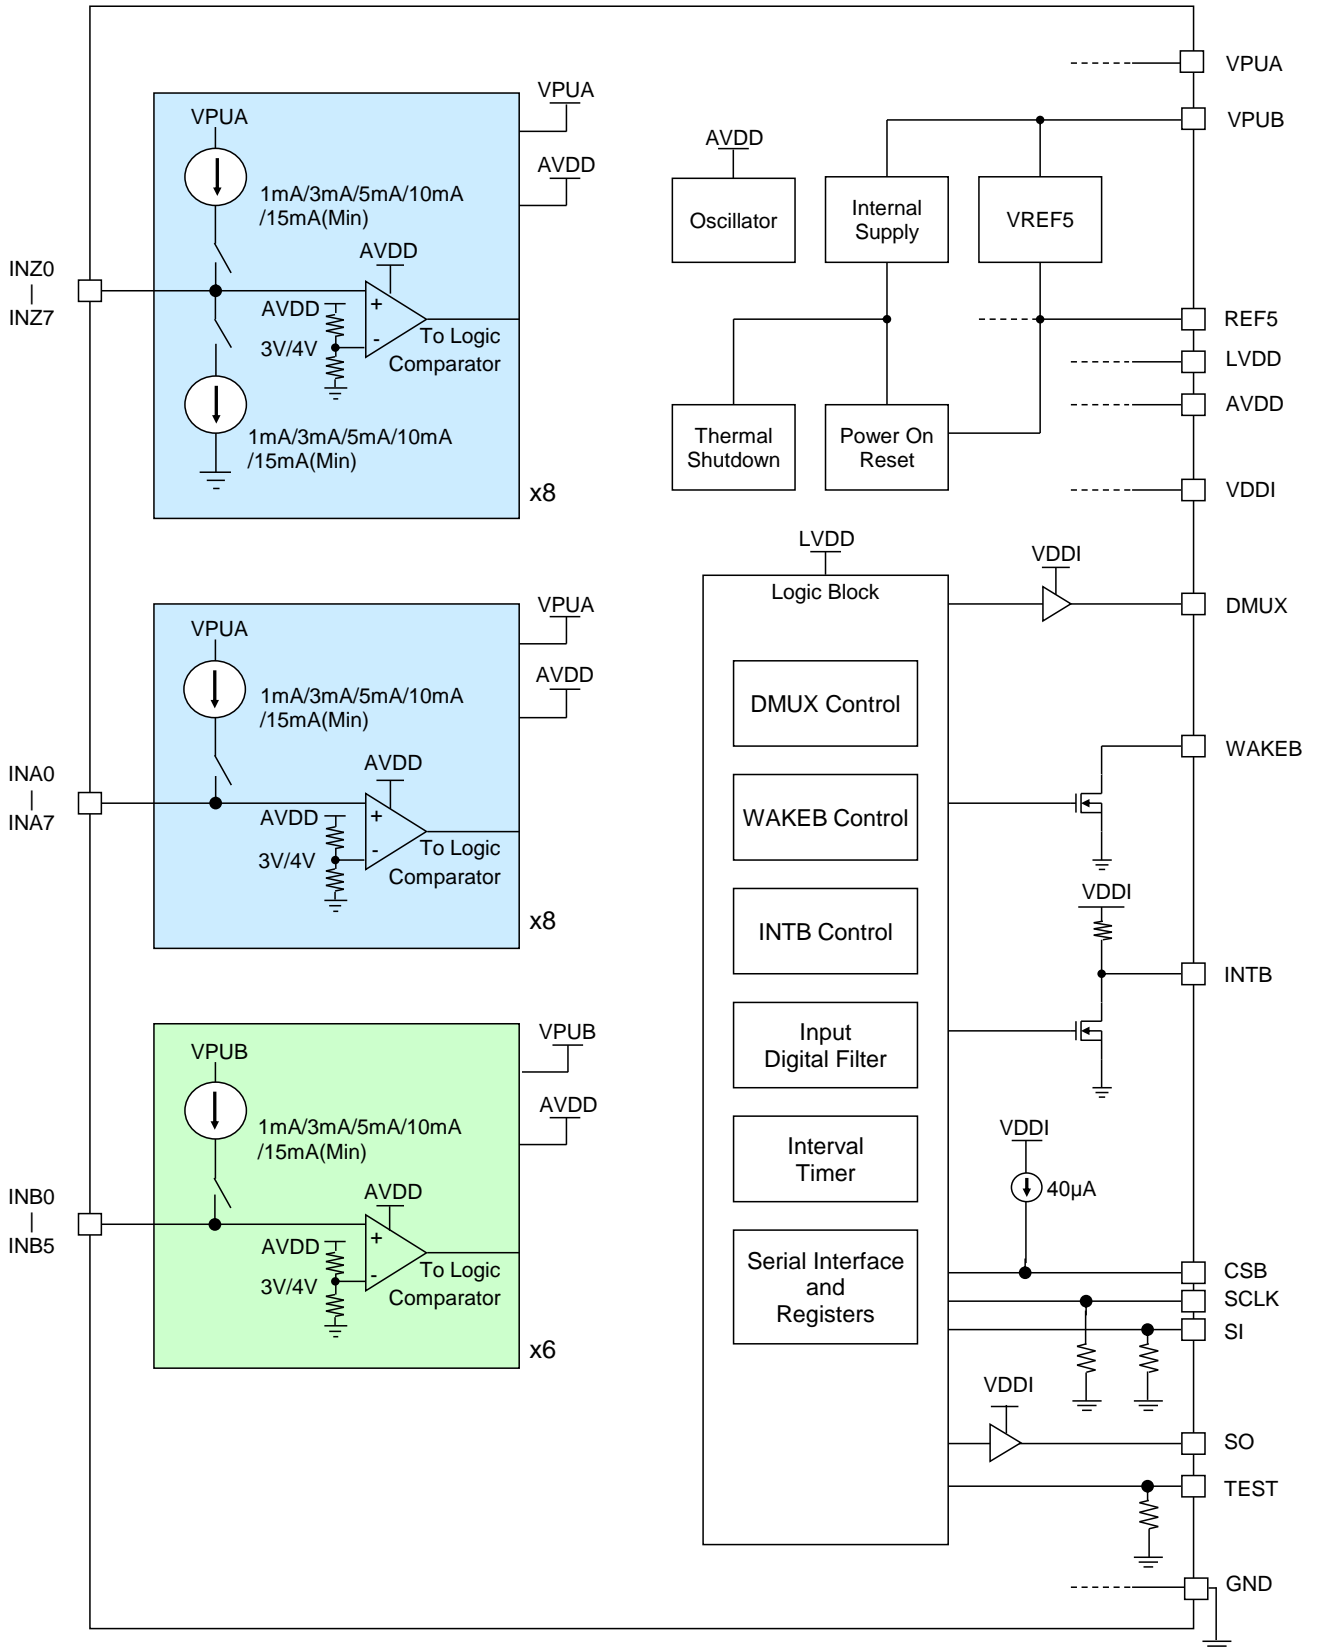 VPUA
VPUA
1mA/3mA/5mA/10mA
/15mA(Min)
AVDD
AVDD
AVDD
3V/4V
+
-
To Logic
Comparator
1mA/3mA/5mA/10mA
/15mA(Min)
x8
INZ0
INZ7
VPUA
VPUA
1mA/3mA/5mA/10mA
/15mA(Min)
AVDD
AVDD
AVDD
3V/4V
+
-
To Logic
Comparator
x8
INA0
INA7
VPUB
VPUB
1mA/3mA/5mA/10mA
/15mA(Min)
AVDD
AVDD
AVDD
3V/4V
+
-
To Logic
Comparator
x6
INB0
INB5
AVDD
Oscillator
Internal
Supply
VREF5
Thermal
Shutdown
Power On
Reset
LVDD
Logic Block
DMUX Control
WAKEB Control
INTB Control
Input
Digital Filter
Interval
Timer
Serial Interface
and
Registers
VDDI
VDDI
VDDI
40µA
VDDI
VPUA
VPUB
REF5
LVDD
AVDD
VDDI
DMUX
WAKEB
INTB
CSB
SCLK
SI
SO
TEST
GND